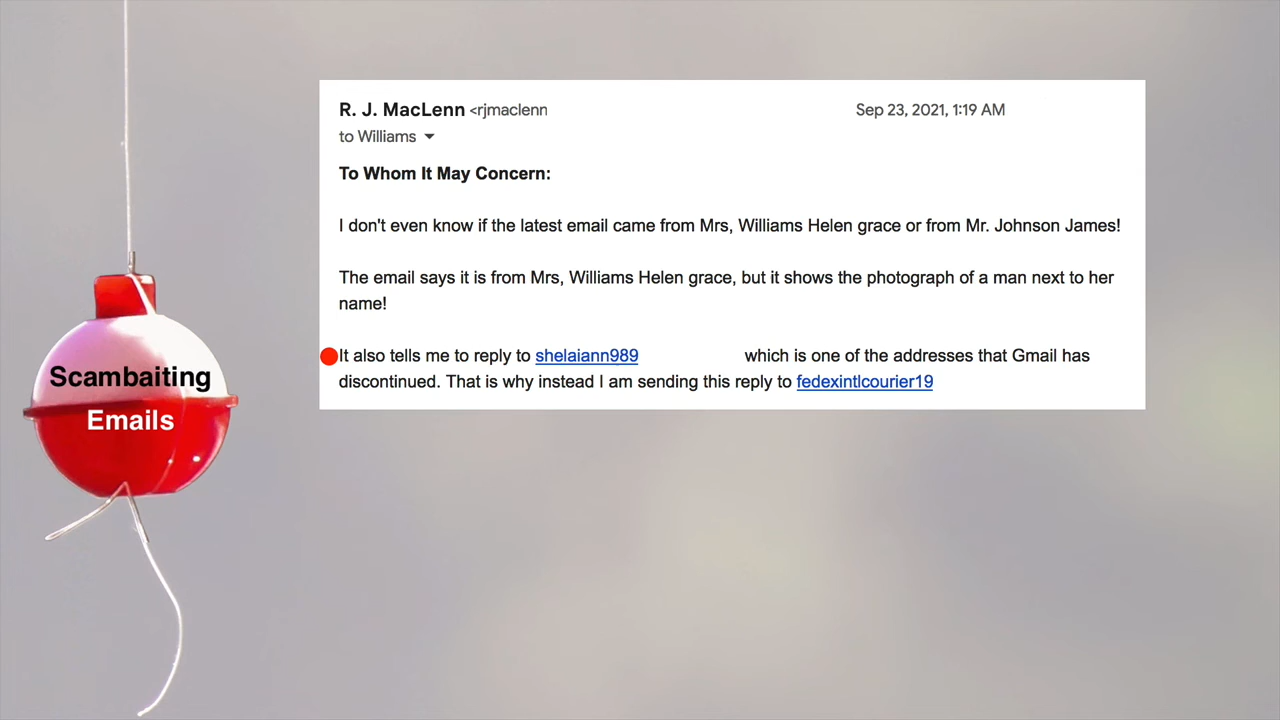 R. J. MacLenn <rjmaclenn
Sep 23, 2021, 1:19 AM
to Williams
To Whom It May Concern:
I don't even know if the latest email came from Mrs, Williams Helen grace or from Mr. Johnson James!
The email says it is from Mrs, Williams Helen grace, but it shows the photograph of a man next to her
name!
It also tells me to reply to shelaiann989 which is one of the addresses that Gmail has
discontinued. That is why instead I am sending this reply to fedexintlcourier19
Scambaiting
Emails